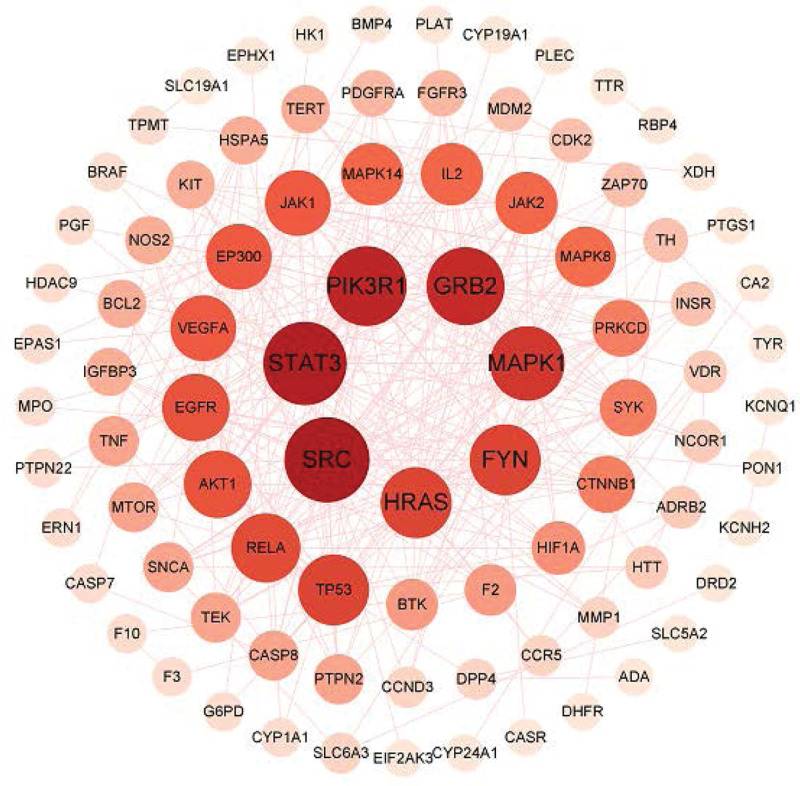 BMP4
PLAT
HK1
CYP19A1
EPHX1
PLEC
SLC19A1
TTR
PDGFRA
FGFR3
TERT
MDM2
TPMT
RBP4
HSPA5
CDK2
BRAF
XDH
MAPK14
IL2
KIT
ZAP70
JAK1
JAK2
PGF
PTGS1
NOS2
TH
EP300
MAPK8
HDAC9
CA2
PIK3R1
GRB2
BCL2
INSR
VEGFA
PRKCD
EPAS1
TYR
STAT3
MAPK1
IGFBP3
VDR
MPO
EGFR
SYK
KCNQ1
TNF
NCOR1
SRC
FYN
PTPN22
PON1
AKT1
CTNNB1
HRAS
MTOR
ADRB2
ERN1
KCNH2
RELA
HIF1A
SNCA
HTT
CASP7
DRD2
TP53
F2
BTK
TEK
MMP1
F10
SLC5A2
CASP8
CCR5
F3
PTPN2
CCND3
DPP4
ADA
G6PD
DHFR
CYP1A1
CASR
SLC6A3
EIF2AK3
CYP24A1